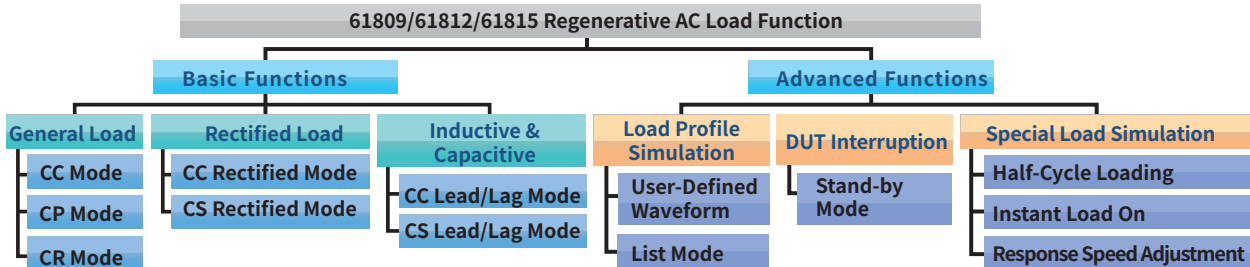 61809/61812/61815 Regenerative AC Load Function
Basic Functions
Advanced Functions
General Load
CC Mode
CP Mode
CR Mode
Rectified Load
CC Rectified Mode
CS Rectified Mode
Inductive &
Capacitive
CC Lead/Lag Mode
CS Lead/Lag Mode
Load Profile
Simulation
User-Defined
Waveform
List Mode
DUT Interruption
Stand-by
Mode
Special Load Simulation
Half-Cycle Loading
Instant Load On
Response Speed Adjustment